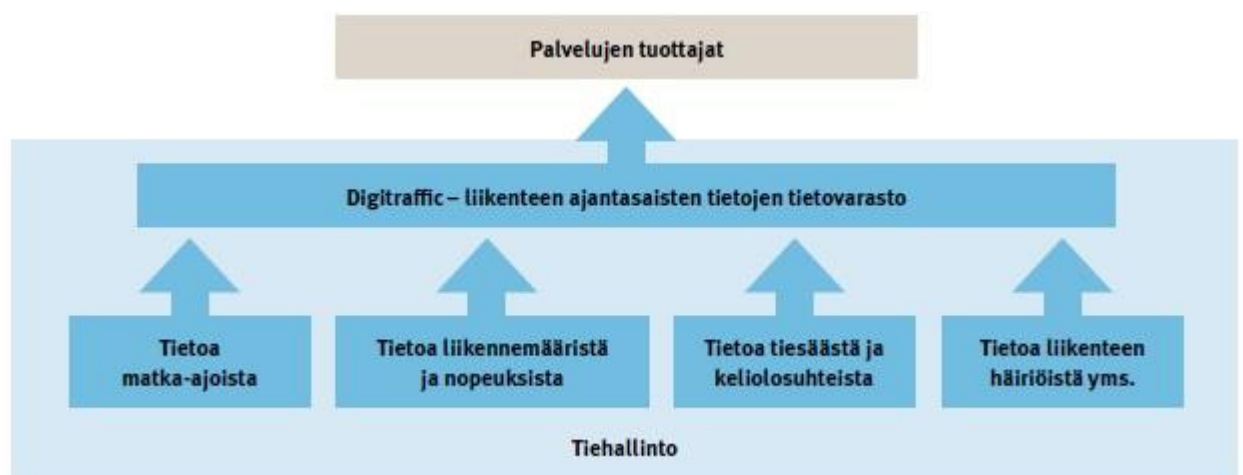 Palvelujen tuottajat
Digitraffic – liikenteen ajantasaisten tietojen tietovarasto
Tietoa
matka-ajoista
Tietoa liikennemääristä
ja nopeuksista
Tietoa tiesäästä ja
keliolosuhteista
Tietoa liikenteen
häiriöistä yms.
Tiehallinto